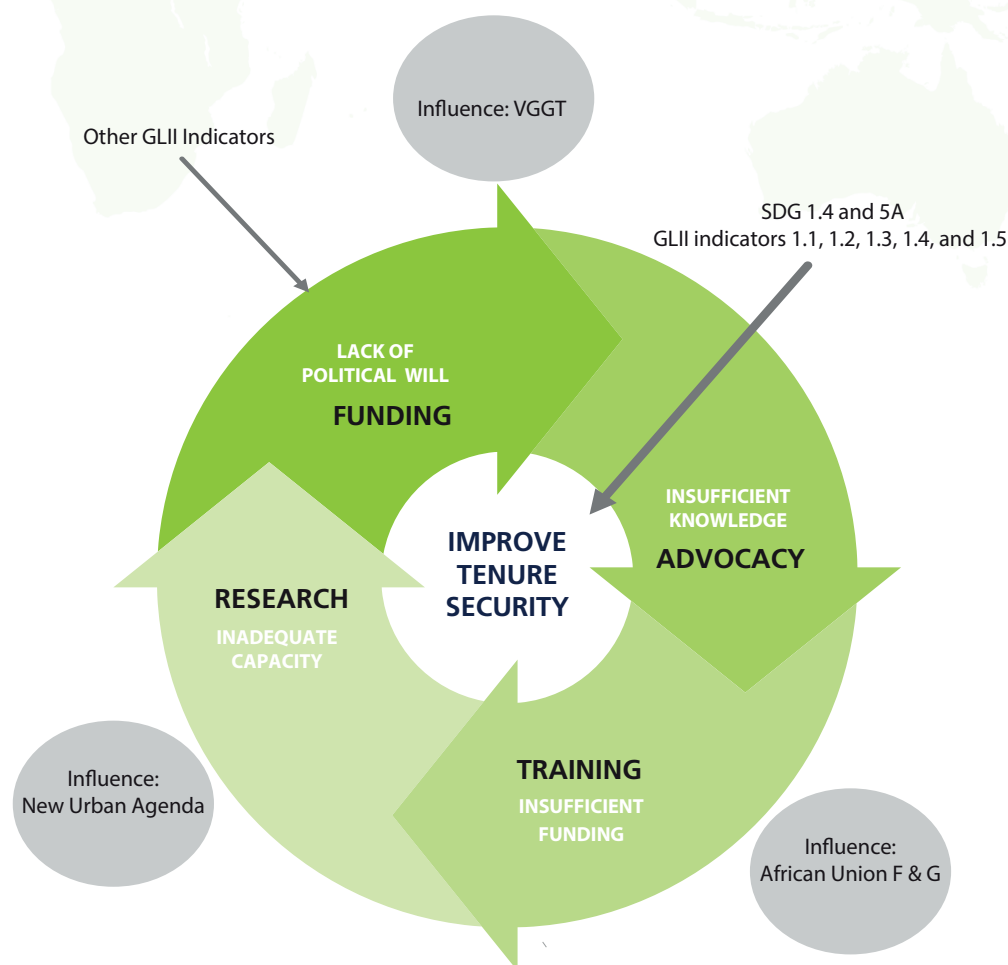 Influence: VGGT
Other GLII Indicators
SDG 1.4 and 5A
GLII indicators 1.1, 1.2, 1.3, 1.4, and 1.5
LACK OF
POLITICAL WILL
FUNDING
INSUFFICIENT
KNOWLEDGE
ADVOCACY
IMPROVE
TENURE
SECURITY
RESEARCH
INADEQUATE
CAPACITY
TRAINING
INSUFFICIENT
FUNDING
Influence:
New Urban Agenda
Influence:
African Union F & G